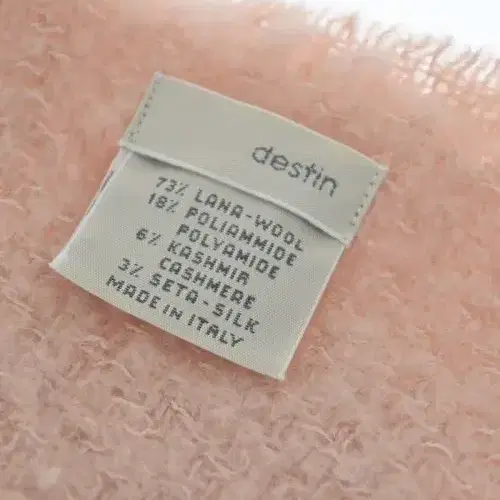 destin
73% LANA-WOOL
18% POLIAMMIDE
POLYAMIDE
6% KASHMIR
CASHMERE
3% SETA-SILK
MADE IN ITALY